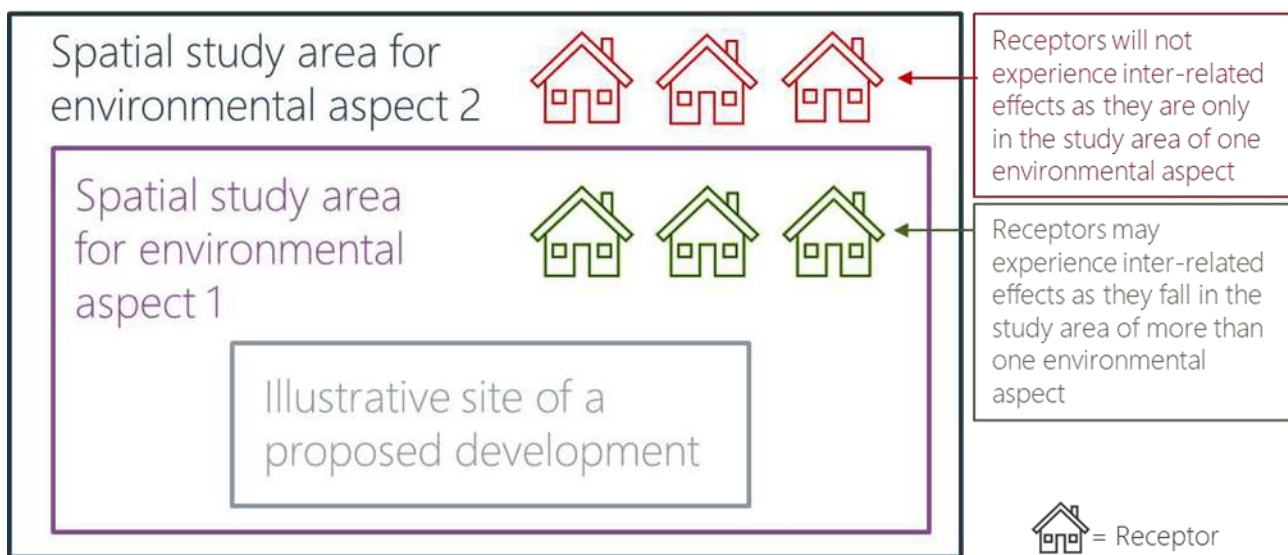 Spatial study area for
environmental aspect 2
Spatial study area
for environmental
aspect 1
Illustrative site of a
proposed development
Receptors will not
experience inter-related
effects as they are only
in the study area of one
environmental aspect
Receptors may
experience inter-related
effects as they fall in the
study area of more than
one environmental
aspect
= Receptor